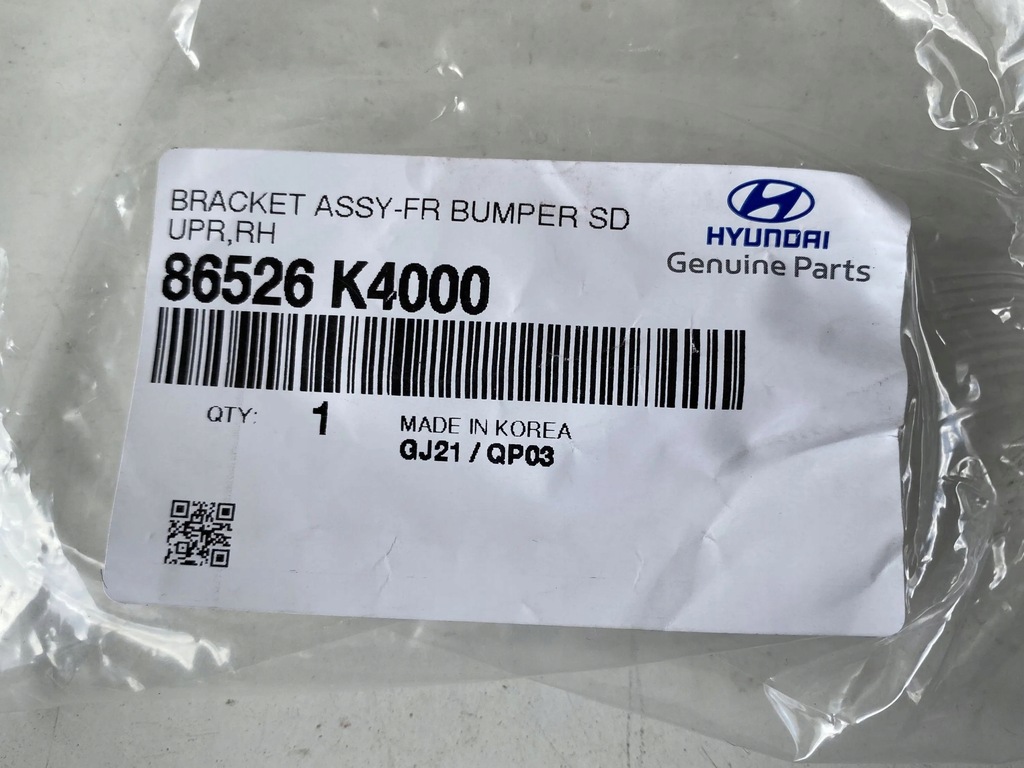 BRACKET ASSY-FR BUMPER SD
UPR,RH
86526 K4000
HYUNDAI
Genuine Parts
QTY: 1
MADE IN KOREA
GJ21 / QP03